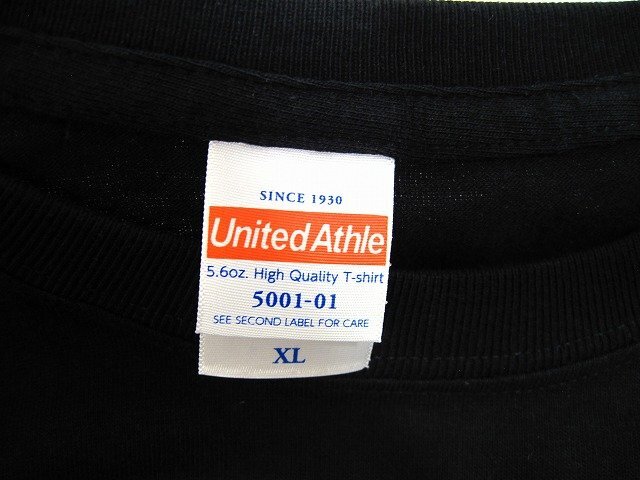 SINCE 1930
United Athle
5.6oz. High Quality T-shirt
5001-01
SEE SECOND LABEL FOR CARE
XL